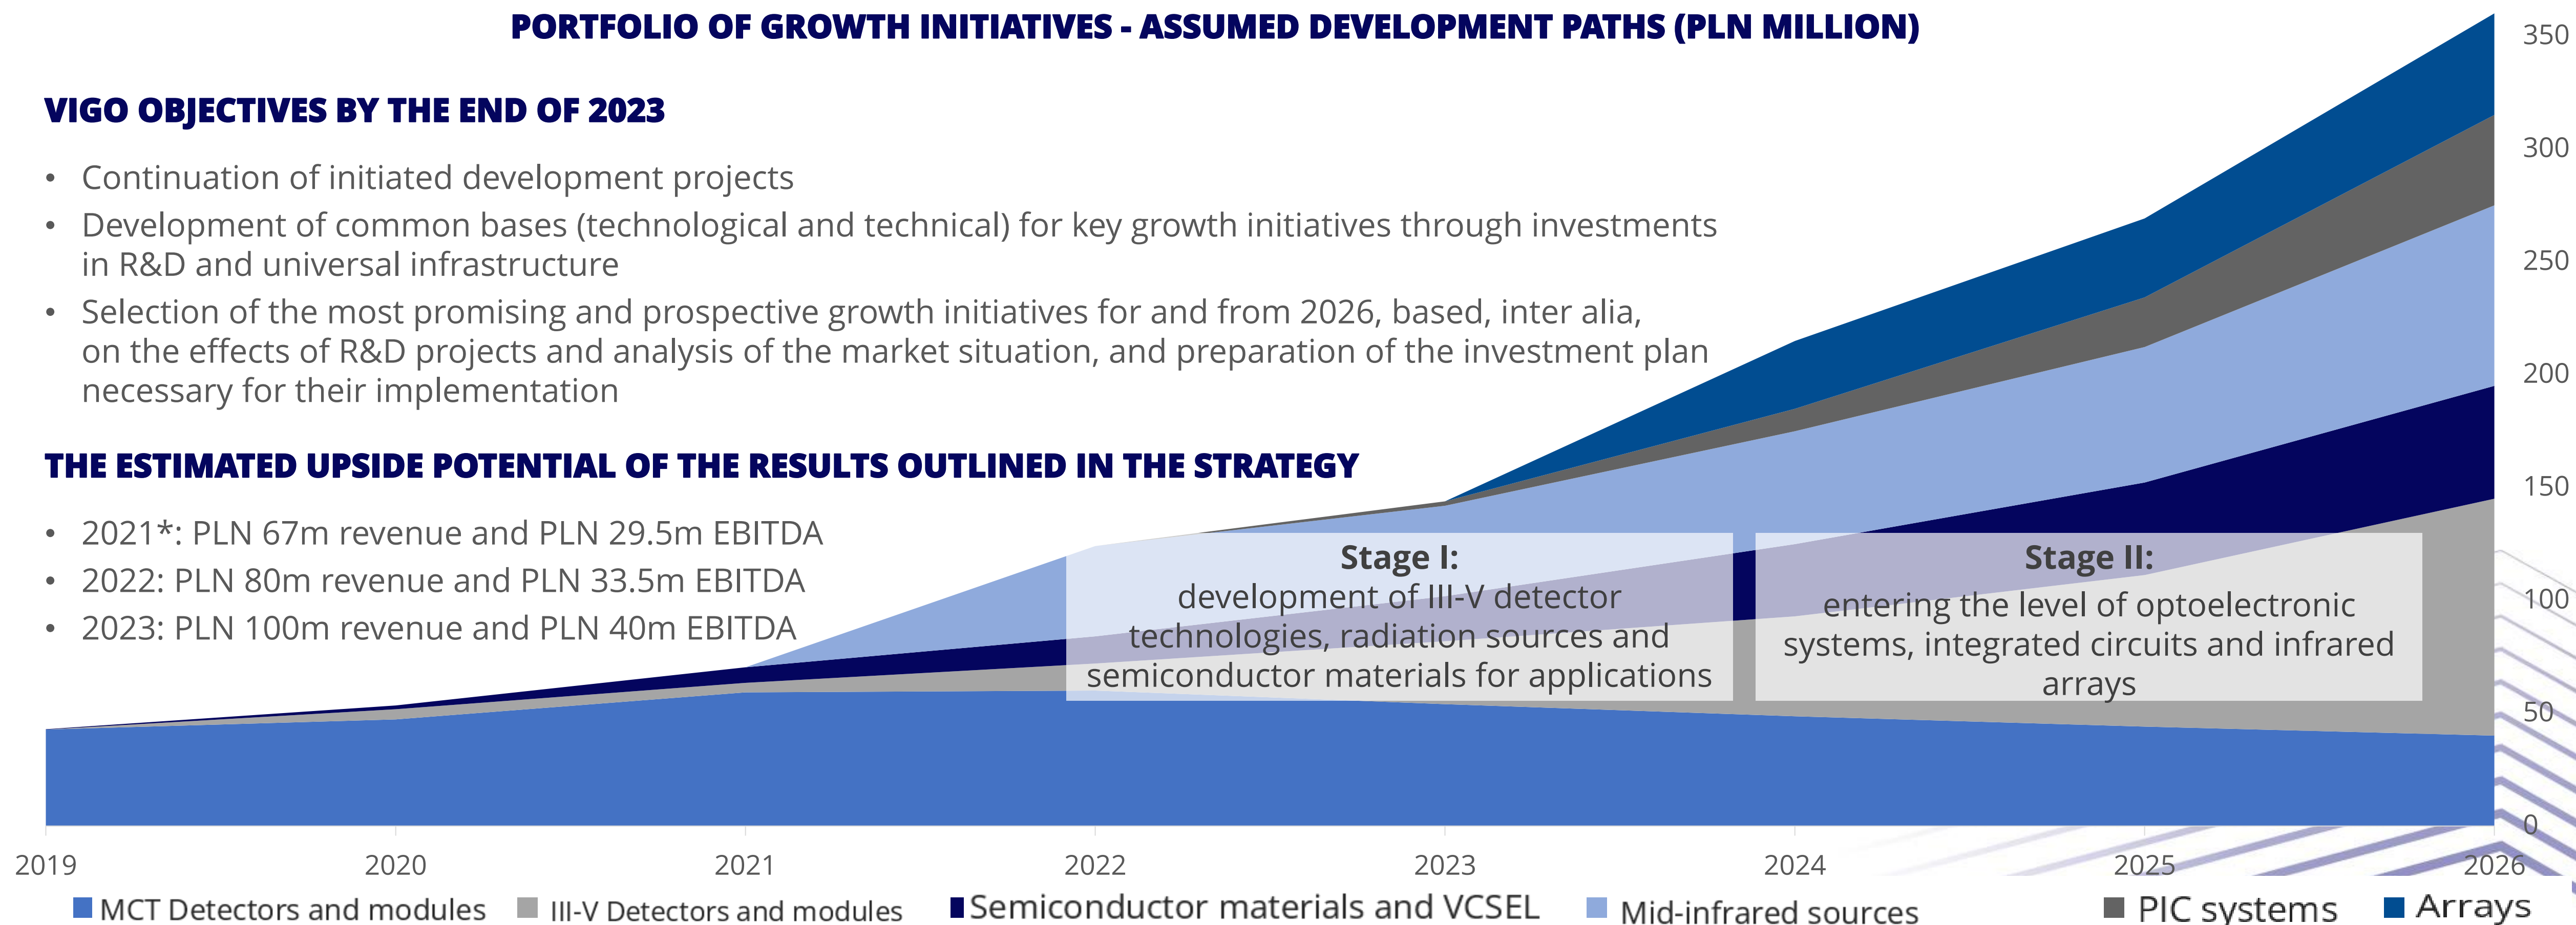 PORTFOLIO OF GROWTH INITIATIVES - ASSUMED DEVELOPMENT PATHS (PLN MILLION)
VIGO OBJECTIVES BY THE END OF 2023
• Continuation of initiated development projects
• Development of common bases (technological and technical) for key growth initiatives through investments
in R&D and universal infrastructure
• Selection of the most promising and prospective growth initiatives for and from 2026, based, inter alia,
on the effects of R&D projects and analysis of the market situation, and preparation of the investment plan
necessary for their implementation
THE ESTIMATED UPSIDE POTENTIAL OF THE RESULTS OUTLINED IN THE STRATEGY
• 2021*: PLN 67m revenue and PLN 29.5m EBITDA
• 2022: PLN 80m revenue and PLN 33.5m EBITDA
• 2023: PLN 100m revenue and PLN 40m EBITDA
Stage I:
development of III-V detector
technologies, radiation sources and
semiconductor materials for applications
Stage II:
entering the level of optoelectronic
systems, integrated circuits and infrared
arrays
350
300
250
200
150
100
50
0
2019
2020
2021
2022
2023
2024
2025
2026
MCT Detectors and modules
III-V Detectors and modules
Semiconductor materials and VCSEL
Mid-infrared sources
PIC systems
Arrays